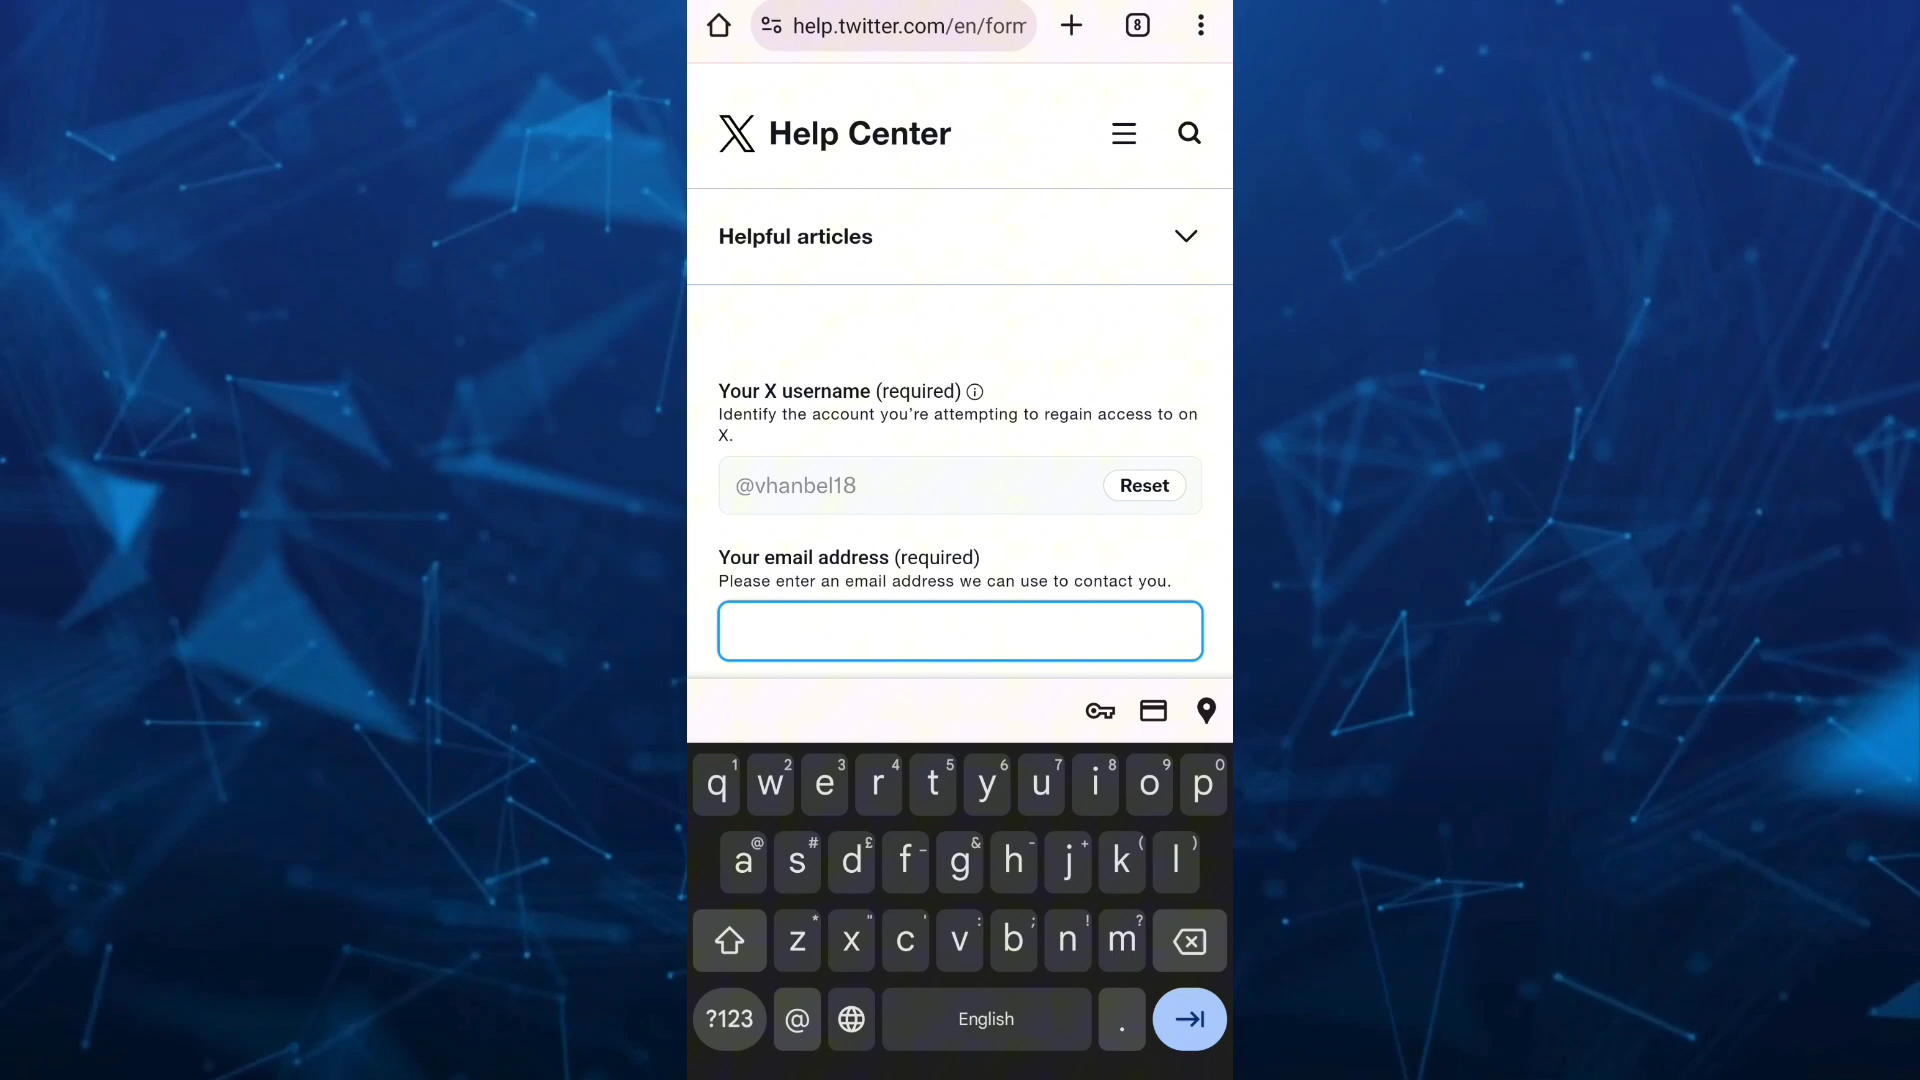 help.twitter.com/en/form
8
Help Center
Helpful articles
Your X username (required)
Identify the account you're attempting to regain access to on
X.
@vhanbel18
Reset
Your email address (required)
Please enter an email address we can use to contact you.
1 2 3 4 5 6 7 8 9 0
q w e r t y u i o p
@ # £ _ & - + ( )
a s d f g h j k l
* " ' : ; ! ?
z x c v b n m
?123 @ English .